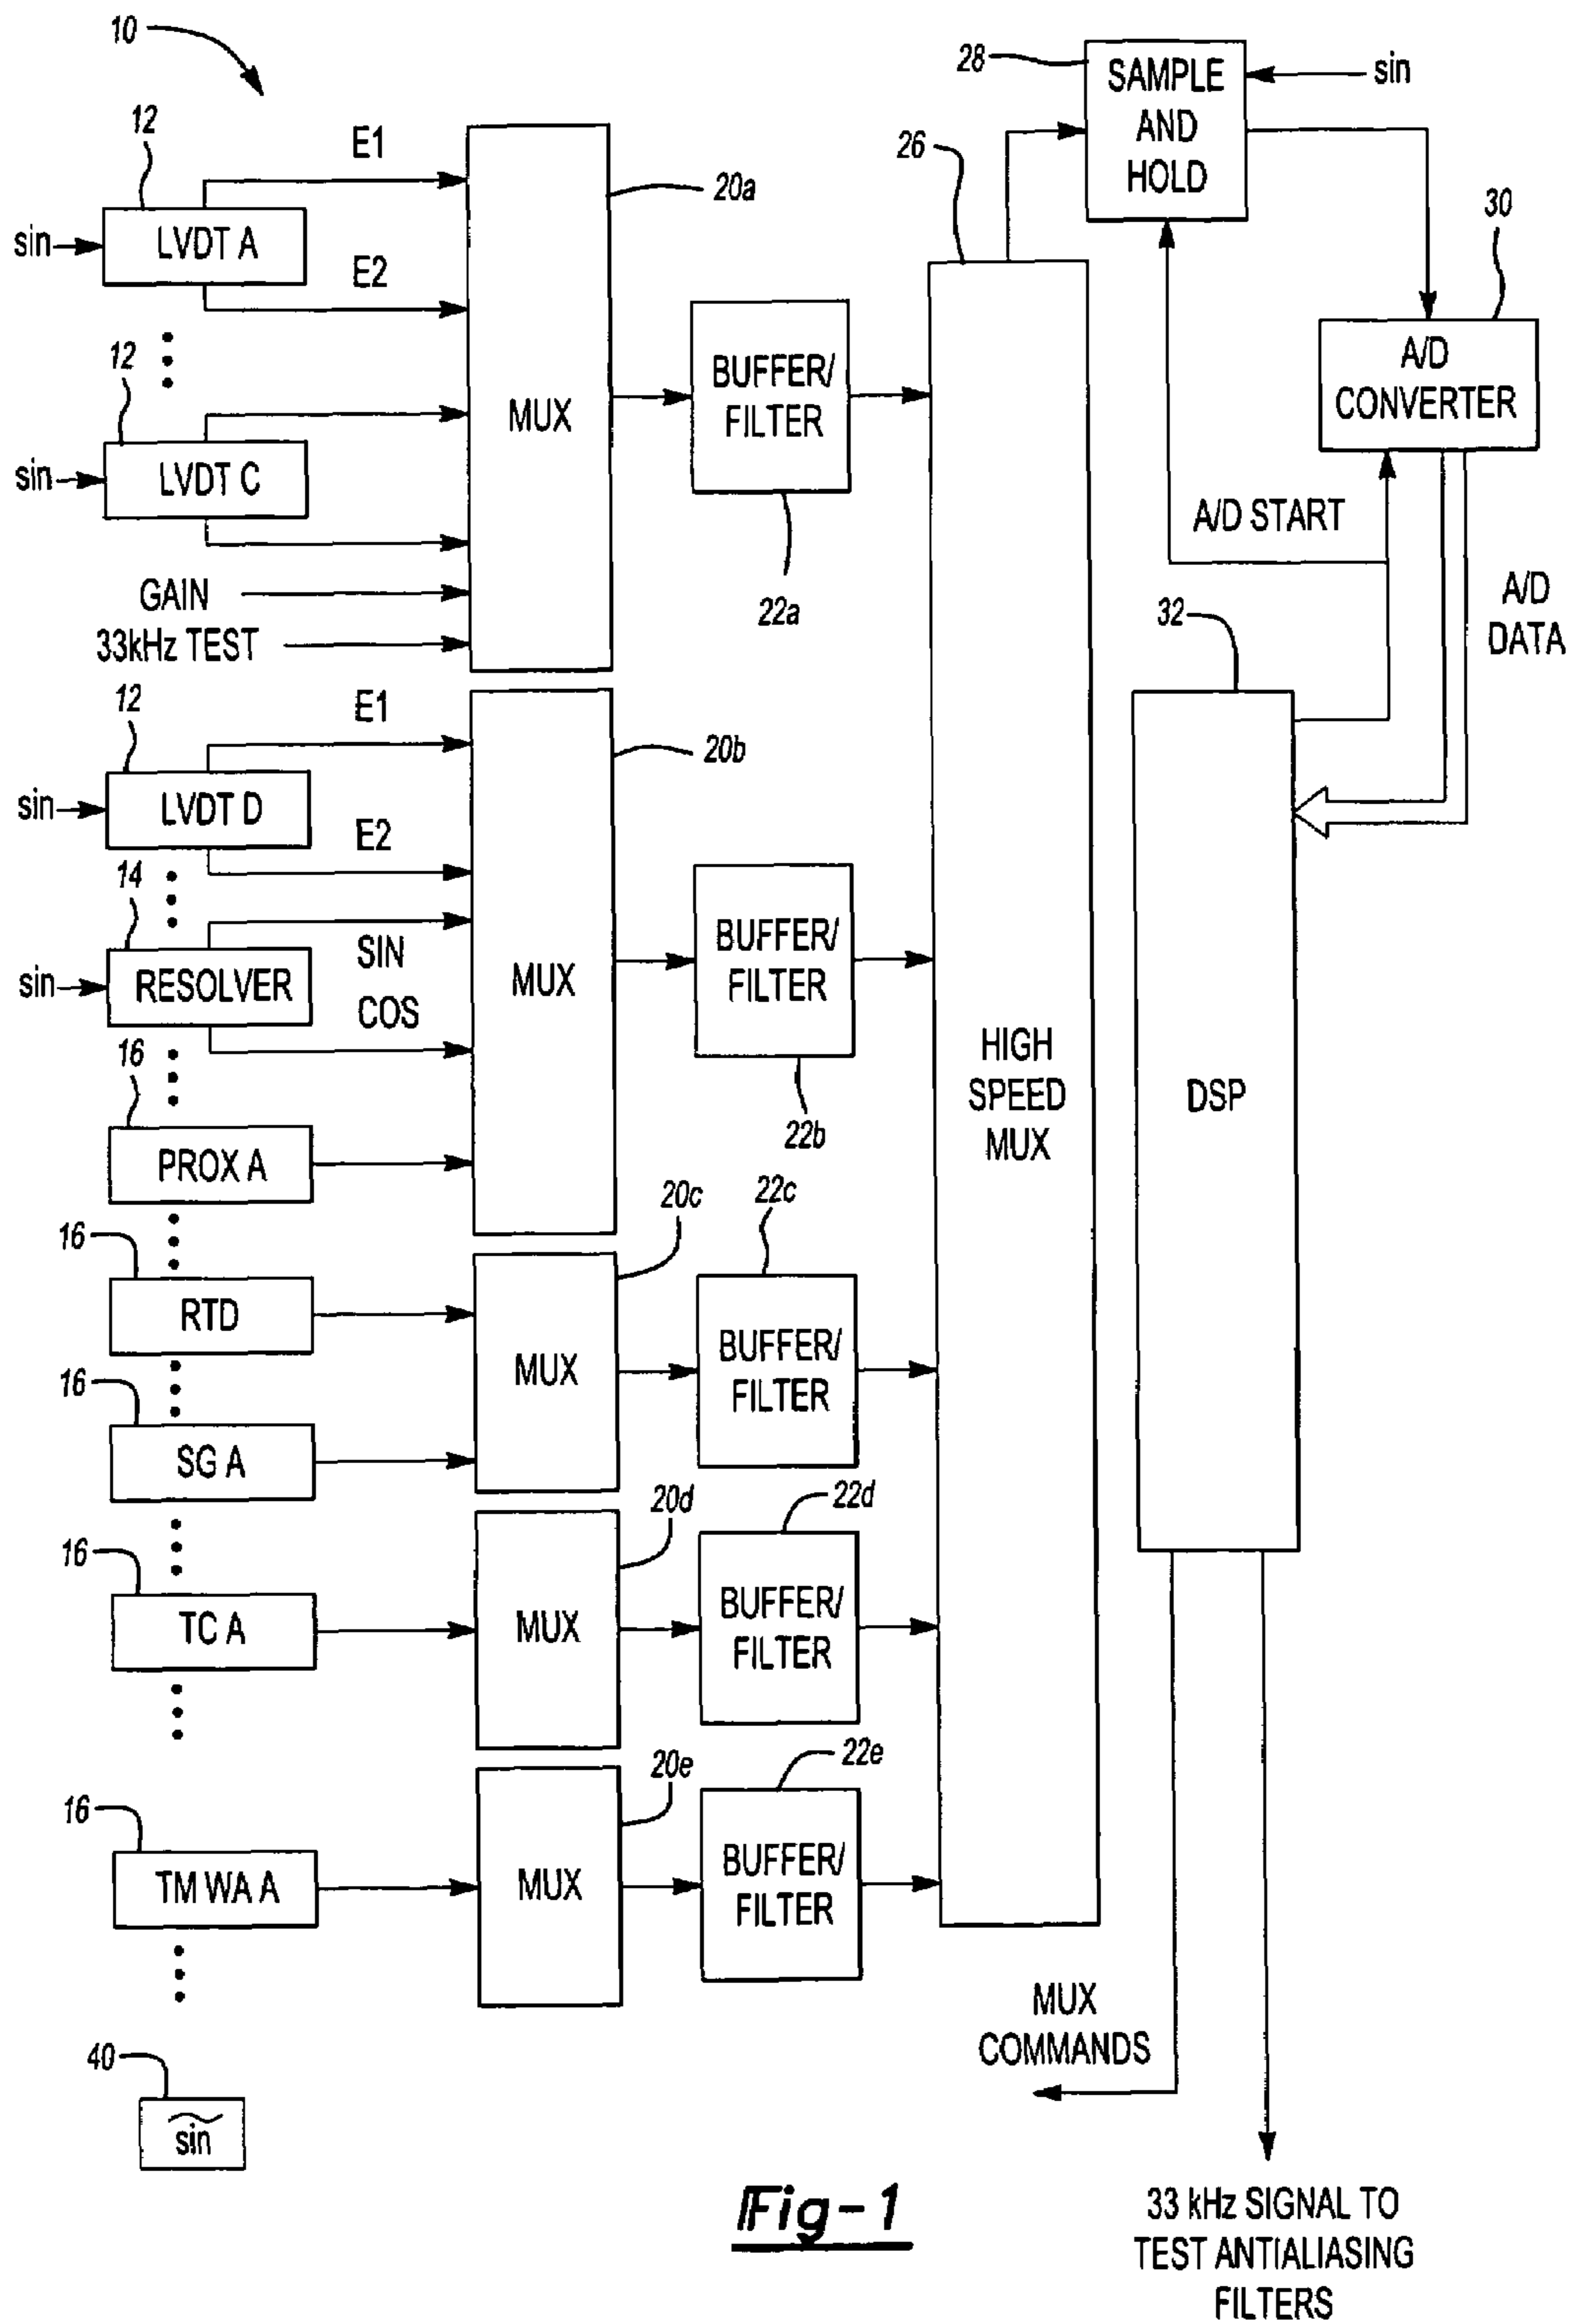 10
12
sin
LVDT A
E1
E2
12
sin
LVDT C
GAIN
33kHz TEST
MUX
20a
BUFFER/
FILTER
22a
12
sin
LVDT D
E1
E2
14
sin
RESOLVER
SIN
COS
16
PROX A
MUX
20b
BUFFER/
FILTER
22b
16
RTD
16
SG A
MUX
20c
22c
BUFFER/
FILTER
16
TC A
MUX
20d
22d
BUFFER/
FILTER
16
TM WA A
MUX
20e
22e
BUFFER/
FILTER
40
sin
26
HIGH
SPEED
MUX
28
SAMPLE
AND
HOLD
sin
30
A/D
CONVERTER
A/D START
A/D
DATA
32
DSP
MUX
COMMANDS
33 kHz SIGNAL TO
TEST ANTIALIASING
FILTERS
Fig-1